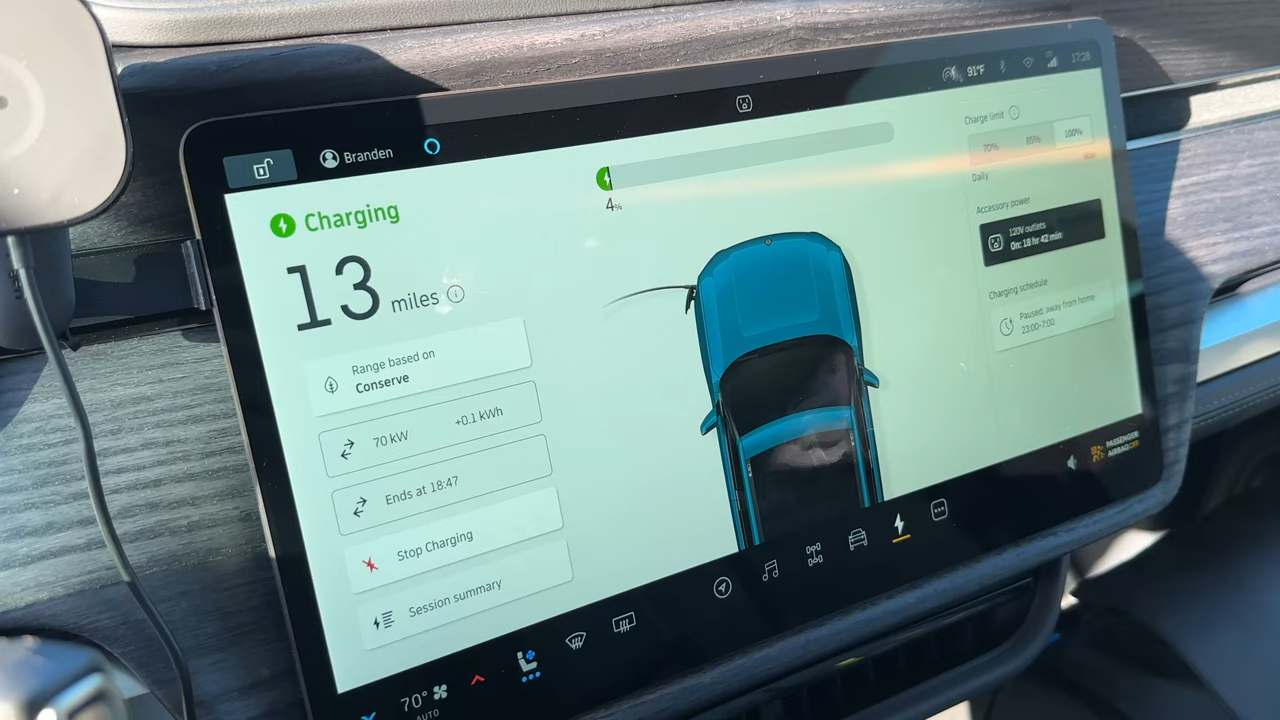 Branden
91°F
17:28
Charging
13 miles
4%
Range based on
Conserve
70 kW
+0.1 kWh
Ends at 18:47
Stop Charging
Session summary
Charge limit
70%
85%
100%
Daily
Accessory power
120V outlets
On: 18 hr 42 min
Charging schedule
Paused: away from home
23:00-7:00
PASSENGER
AIRBAG OFF
70°
AUTO